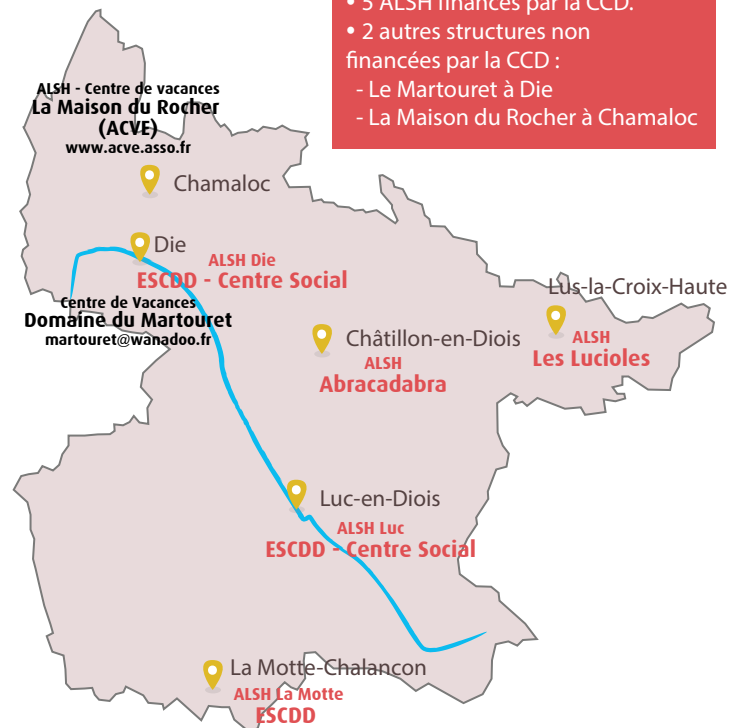 • 5 ALSH financés par la CCD.
• 2 autres structures non
financées par la CCD :
- Le Martouret à Die
- La Maison du Rocher à Chamaloc
ALSH - Centre de vacances
La Maison du Rocher
(ACVE)
www.acve.asso.fr
Chamaloc
Die
ALSH Die
ESCDD - Centre Social
Centre de Vacances
Domaine du Martouret
martouret@wanadoo.fr
Lus-la-Croix-Haute
ALSH
Les Lucioles
Châtillon-en-Diois
ALSH
Abracadabra
Luc-en-Diois
ALSH Luc
ESCDD - Centre Social
La Motte-Chalancon
ALSH La Motte
ESCDD